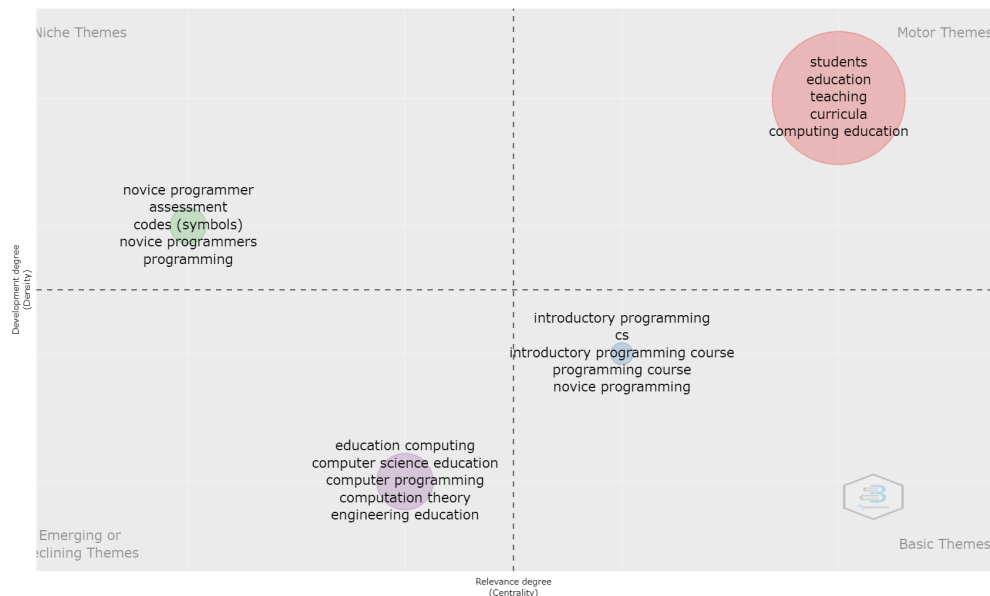 Niche Themes
Motor Themes
students
education
teaching
curricula
computing education
novice programmer
assessment
codes (symbols)
novice programmers
programming
Development degree
(Density)
introductory programming
cs
introductory programming course
programming course
novice programming
education computing
computer science education
computer programming
computation theory
engineering education
Emerging or
eclining Themes
Basic Themes
Relevance degree
(Centrality)